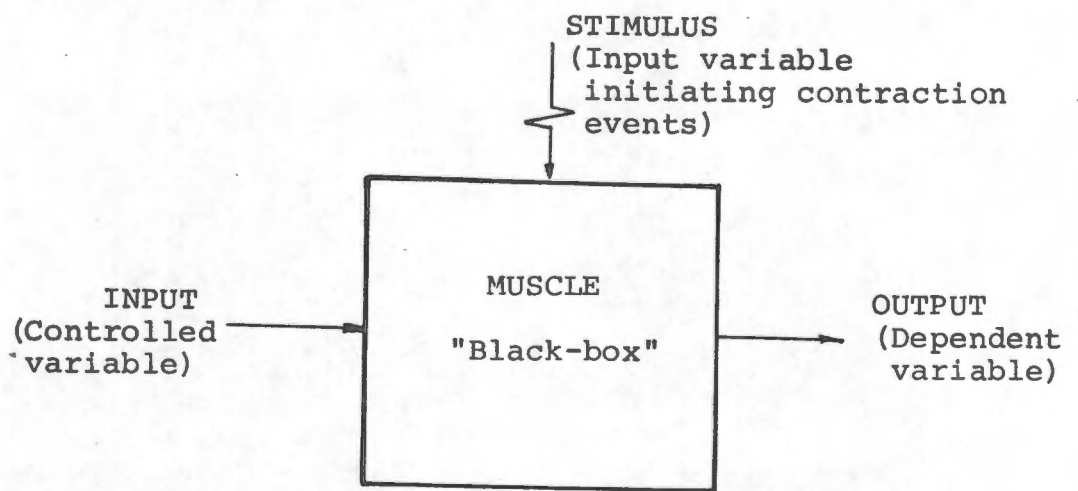 STIMULUS
(Input variable
initiating contraction
events)
MUSCLE
"Black-box"
INPUT
(Controlled
variable)
OUTPUT
(Dependent
variable)